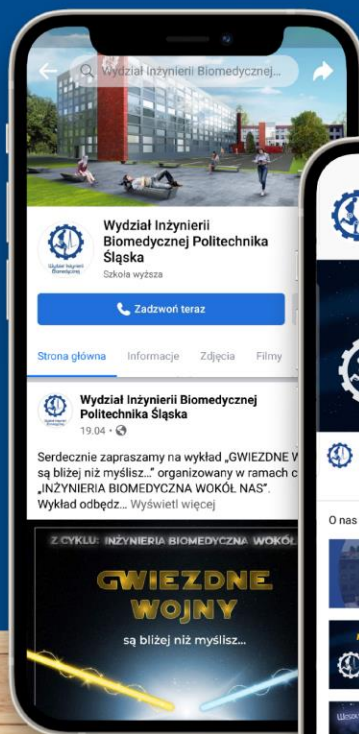 Wydział Inżynierii Biomedycznej...
Wydział Inżynierii
Biomedycznej Politechnika
Śląska
Szkoła wyższa
Zadzwoń teraz
Strona główna Informacje Zdjęcia Filmy
Wydział Inżynierii Biomedycznej
Politechnika Śląska
19.04
Serdecznie zapraszamy na wykład „GWIEZDNE W
są bliżej niż myślisz...” organizowany w ramach c
„INŻYNIERIA BIOMEDYCZNA WOKÓŁ NAS”.
Wykład odbędz... Wyświetl więcej
Z CYKLU: INŻYNIERIA BIOMEDYCZNA WOKÓŁ
GWIEZDNE
WOJNY
są bliżej niż myślisz...
O nas